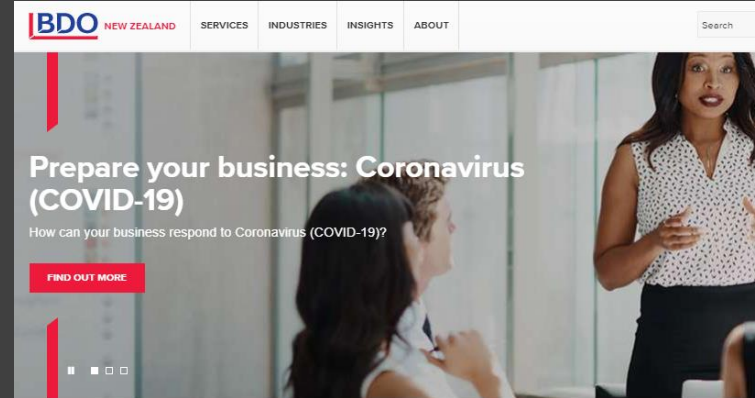 BDO NEW ZEALAND SERVICES INDUSTRIES INSIGHTS ABOUT Search
Prepare your business: Coronavirus
(COVID-19)
How can your business respond to Coronavirus (COVID-19)?
FIND OUT MORE